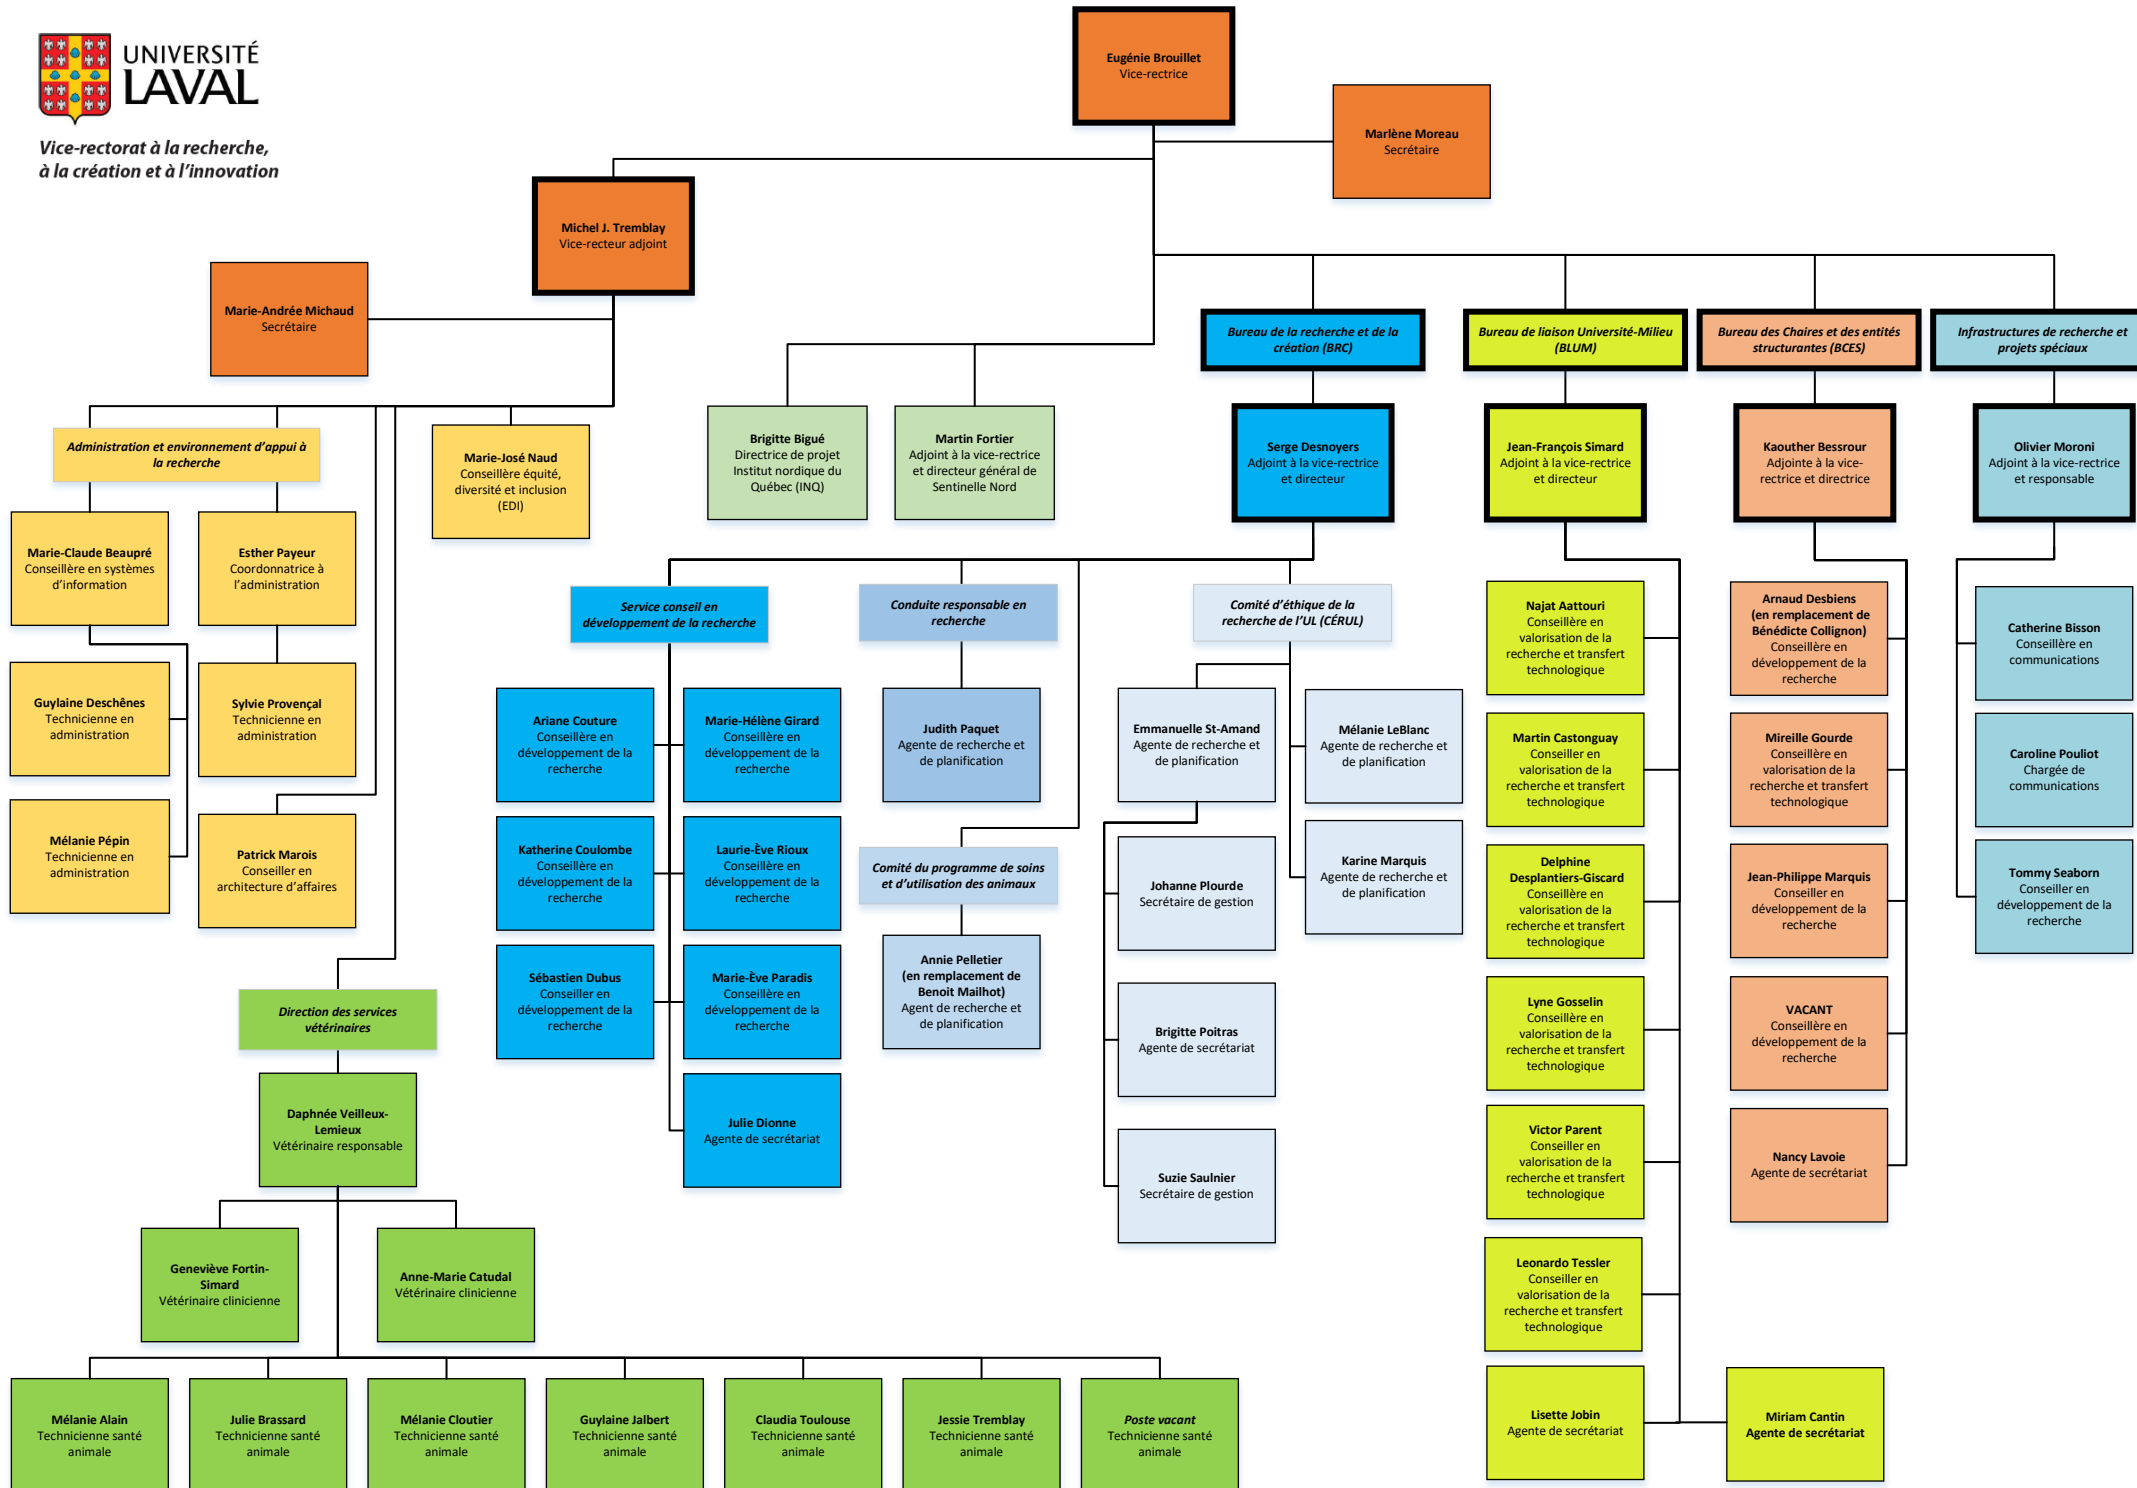 UNIVERSITÉ
LAVAL
Vice-rectorat à la recherche,
à la création et à l'innovation
Eugénie Brouillet
Vice-rectrice
Marlène Moreau
Secrétaire
Michel J. Tremblay
Vice-recteur adjoint
Marie-Andrée Michaud
Secrétaire
Bureau de la recherche et de la
création (BRC)
Bureau de liaison Université-Milieu
(BLUM)
Bureau des Chaires et des entités
structurantes (BCES)
Infrastructures de recherche et
projets spéciaux
Administration et environnement d'appui à
la recherche
Marie-José Naud
Conseillère équité,
diversité et inclusion
(EDI)
Brigitte Bigué
Directrice de projet
Institut nordique du
Québec (INQ)
Martin Fortier
Adjoint à la vice-rectrice
et directeur général de
Sentinelle Nord
Serge Desnoyers
Adjoint à la vice-rectrice
et directeur
Jean-François Simard
Adjoint à la vice-rectrice
et directeur
Kaouther Bessrour
Adjointe à la vice-
rectrice et directrice
Olivier Moroni
Adjoint à la vice-rectrice
et responsable
Marie-Claude Beaupré
Conseillère en systèmes
d'information
Esther Payeur
Coordonnatrice à
l'administration
Guylaine Deschênes
Technicienne en
administration
Sylvie Provençal
Technicienne en
administration
Mélanie Pépin
Technicienne en
administration
Patrick Marois
Conseiller en
architecture d'affaires
Service conseil en
développement de la recherche
Conduite responsable en
recherche
Comité d'éthique de la
recherche de l'UL (CÉRUL)
Ariane Couture
Conseillère en
développement de la
recherche
Marie-Hélène Girard
Conseillère en
développement de la
recherche
Judith Paquet
Agente de recherche et
de planification
Emmanuelle St-Amand
Agente de recherche et
de planification
Mélanie LeBlanc
Agente de recherche et
de planification
Katherine Coulombe
Conseillère en
développement de la
recherche
Laurie-Ève Rioux
Conseillère en
développement de la
recherche
Comité du programme de soins
et d'utilisation des animaux
Johanne Plourde
Secrétaire de gestion
Karine Marquis
Agente de recherche et
de planification
Sébastien Dubus
Conseiller en
développement de la
recherche
Marie-Ève Paradis
Conseillère en
développement de la
recherche
Annie Pelletier
(en remplacement de
Benoit Mailhot)
Agent de recherche et
de planification
Brigitte Poitras
Agente de secrétariat
Julie Dionne
Agente de secrétariat
Suzie Saulnier
Secrétaire de gestion
Najat Aattouri
Conseillère en
valorisation de la
recherche et transfert
technologique
Martin Castonguay
Conseiller en
valorisation de la
recherche et transfert
technologique
Delphine
Desplantiers-Giscard
Conseillère en
valorisation de la
recherche et transfert
technologique
Lyne Gosselin
Conseillère en
valorisation de la
recherche et transfert
technologique
Victor Parent
Conseiller en
valorisation de la
recherche et transfert
technologique
Leonardo Tessler
Conseiller en
valorisation de la
recherche et transfert
technologique
Lisette Jobin
Agente de secrétariat
Miriam Cantin
Agente de secrétariat
Arnaud Desbiens
(en remplacement de
Bénédicte Collignon)
Conseillère en
développement de la
recherche
Mireille Gourde
Conseillère en
valorisation de la
recherche et transfert
technologique
Jean-Philippe Marquis
Conseiller en
développement de la
recherche
VACANT
Conseillère en
développement de la
recherche
Nancy Lavoie
Agente de secrétariat
Catherine Bisson
Conseillère en
communications
Caroline Pouliot
Chargée de
communications
Tommy Seaborn
Conseiller en
développement de la
recherche
Direction des services
vétérinaires
Daphnée Veilleux-
Lemieux
Vétérinaire responsable
Geneviève Fortin-
Simard
Vétérinaire clinicienne
Anne-Marie Catudal
Vétérinaire clinicienne
Mélanie Alain
Technicienne santé
animale
Julie Brassard
Technicienne santé
animale
Mélanie Cloutier
Technicienne santé
animale
Guylaine Jalbert
Technicienne santé
animale
Claudia Toulouse
Technicienne santé
animale
Jessie Tremblay
Technicienne santé
animale
Poste vacant
Technicienne santé
animale